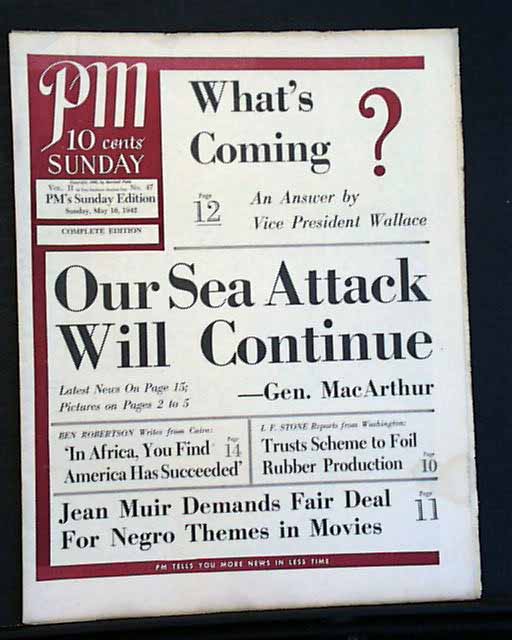 PM
10 cents
SUNDAY
Vol. II No. 47
PM's Sunday Edition
Sunday, May 10, 1942
COMPLETE EDITION
What's
Coming
?
Page
12
An Answer by
Vice President Wallace
Our Sea Attack
Will Continue
Latest News On Page 15;
Pictures on Pages 2 to 5
—Gen. MacArthur
BEN ROBERTSON Writes from Cairo:
'In Africa, You Find
America Has Succeeded'
Page
14
I. F. STONE Reports from Washington:
Trusts Scheme to Foil
Rubber Production
Page
10
Jean Muir Demands Fair Deal
For Negro Themes in Movies
Page
11
PM TELLS YOU MORE NEWS IN LESS TIME